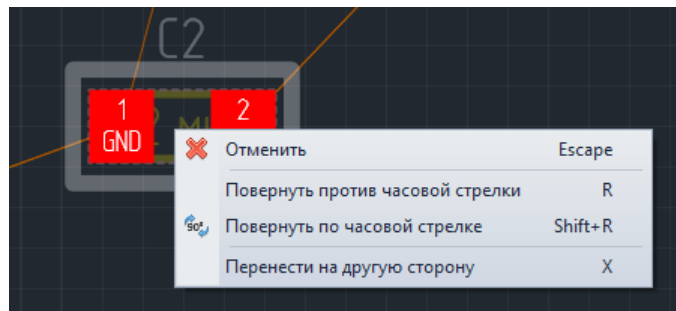 C2
1
2
GND
Отменить Escape
Повернуть против часовой стрелки R
Повернуть по часовой стрелке Shift+R
Перенести на другую сторону X